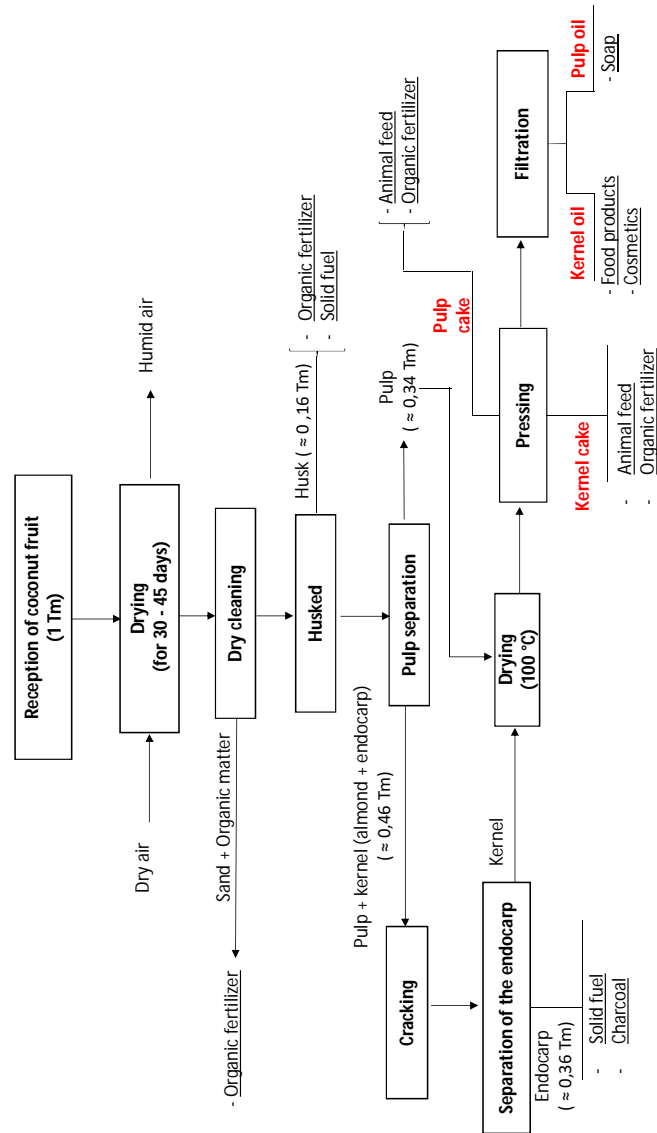 Reception of coconut fruit
(1 Tm)
Dry air
Drying
(for 30 - 45 days)
Humid air
Sand + Organic matter
- Organic fertilizer
Dry cleaning
Husked
Husk ( ≈ 0 ,16 Tm)
- Organic fertilizer
- Solid fuel
Pulp + kernel (almond + endocarp)
( ≈ 0,46 Tm)
Pulp separation
Pulp
( ≈ 0,34 Tm)
Cracking
Separation of the endocarp
Endocarp
( ≈ 0,36 Tm)
- Solid fuel
- Charcoal
Kernel
Drying
(100 °C)
Pressing
Pulp
cake
- Animal feed
- Organic fertilizer
Kernel cake
- Animal feed
- Organic fertilizer
Filtration
Kernel oil
- Food products
- Cosmetics
Pulp oil
- Soap